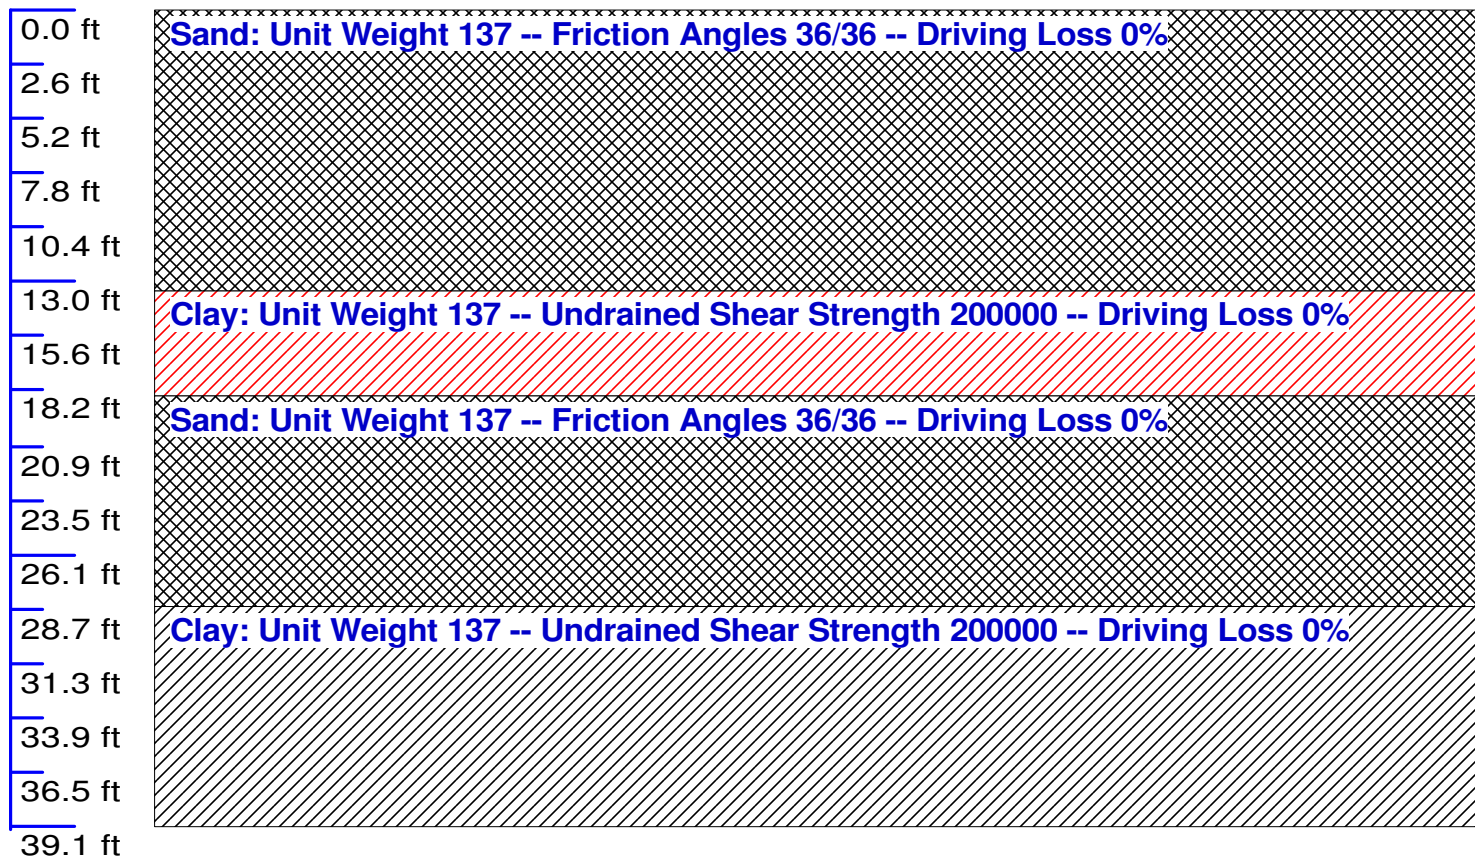 0.0 ft
Sand: Unit Weight 137 -- Friction Angles 36/36 -- Driving Loss 0%
2.6 ft
5.2 ft
7.8 ft
10.4 ft
13.0 ft
Clay: Unit Weight 137 -- Undrained Shear Strength 200000 -- Driving Loss 0%
15.6 ft
18.2 ft
Sand: Unit Weight 137 -- Friction Angles 36/36 -- Driving Loss 0%
20.9 ft
23.5 ft
26.1 ft
28.7 ft
Clay: Unit Weight 137 -- Undrained Shear Strength 200000 -- Driving Loss 0%
31.3 ft
33.9 ft
36.5 ft
39.1 ft